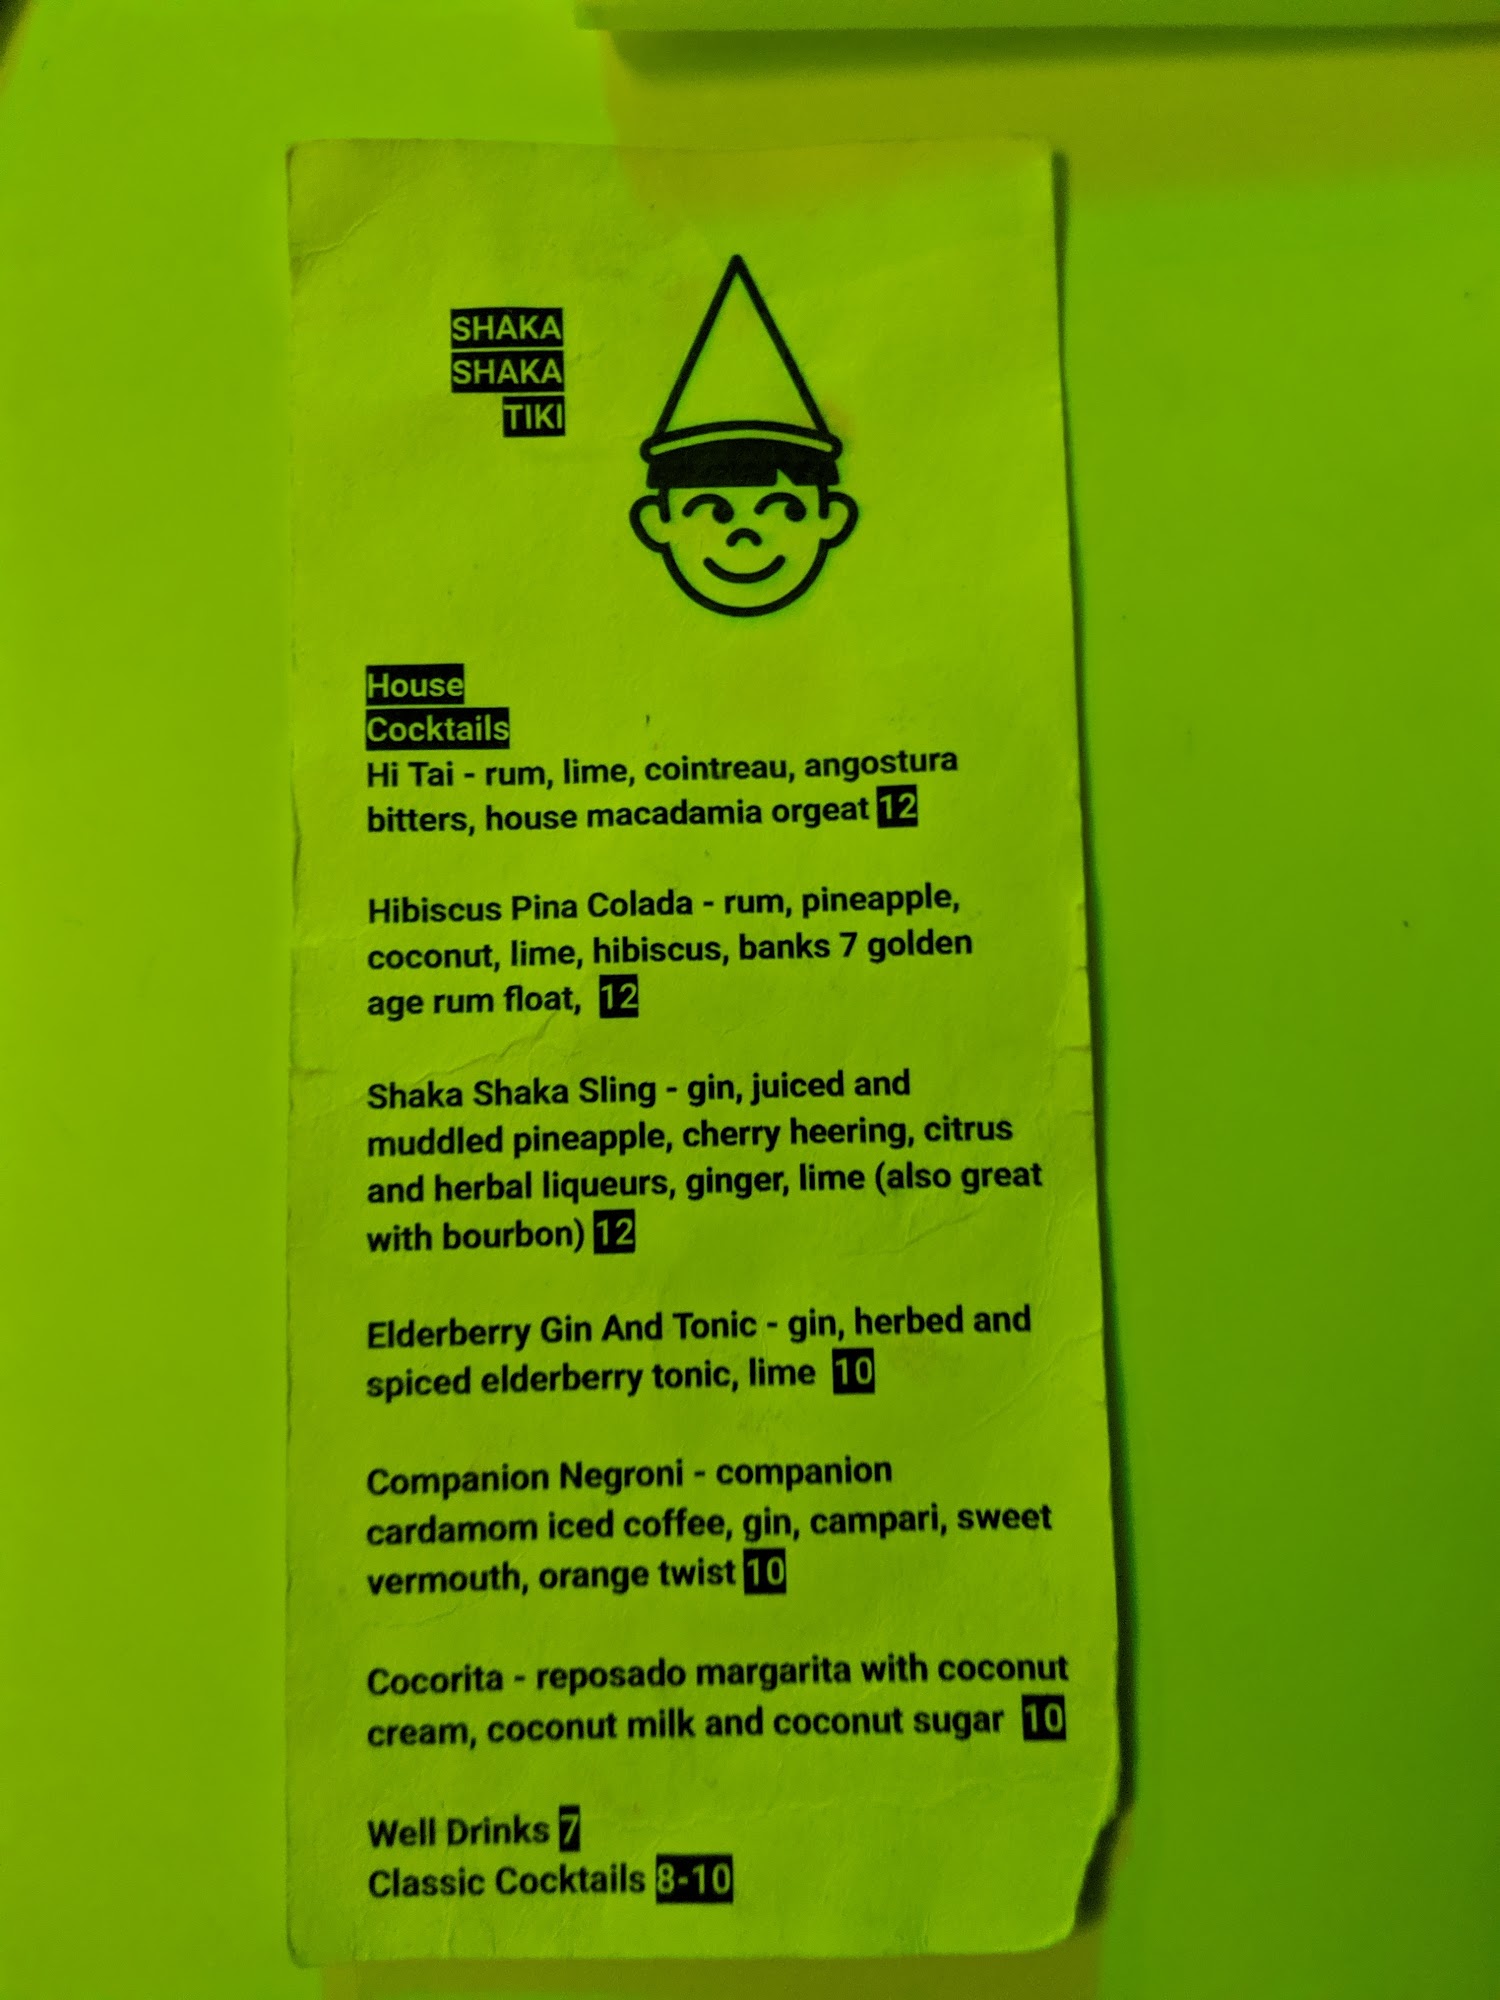 SHAKA
SHAKA
TIKI
House
Cocktails
Hi Tai - rum, lime, cointreau, angostura
bitters, house macadamia orgeat 12
Hibiscus Pina Colada - rum, pineapple,
coconut, lime, hibiscus, banks 7 golden
age rum float, 12
Shaka Shaka Sling - gin, juiced and
muddled pineapple, cherry heering, citrus
and herbal liqueurs, ginger, lime (also great
with bourbon) 12
Elderberry Gin And Tonic - gin, herbed and
spiced elderberry tonic, lime 10
Companion Negroni - companion
cardamom iced coffee, gin, campari, sweet
vermouth, orange twist 10
Cocorita - reposado margarita with coconut
cream, coconut milk and coconut sugar 10
Well Drinks 7
Classic Cocktails 8-10